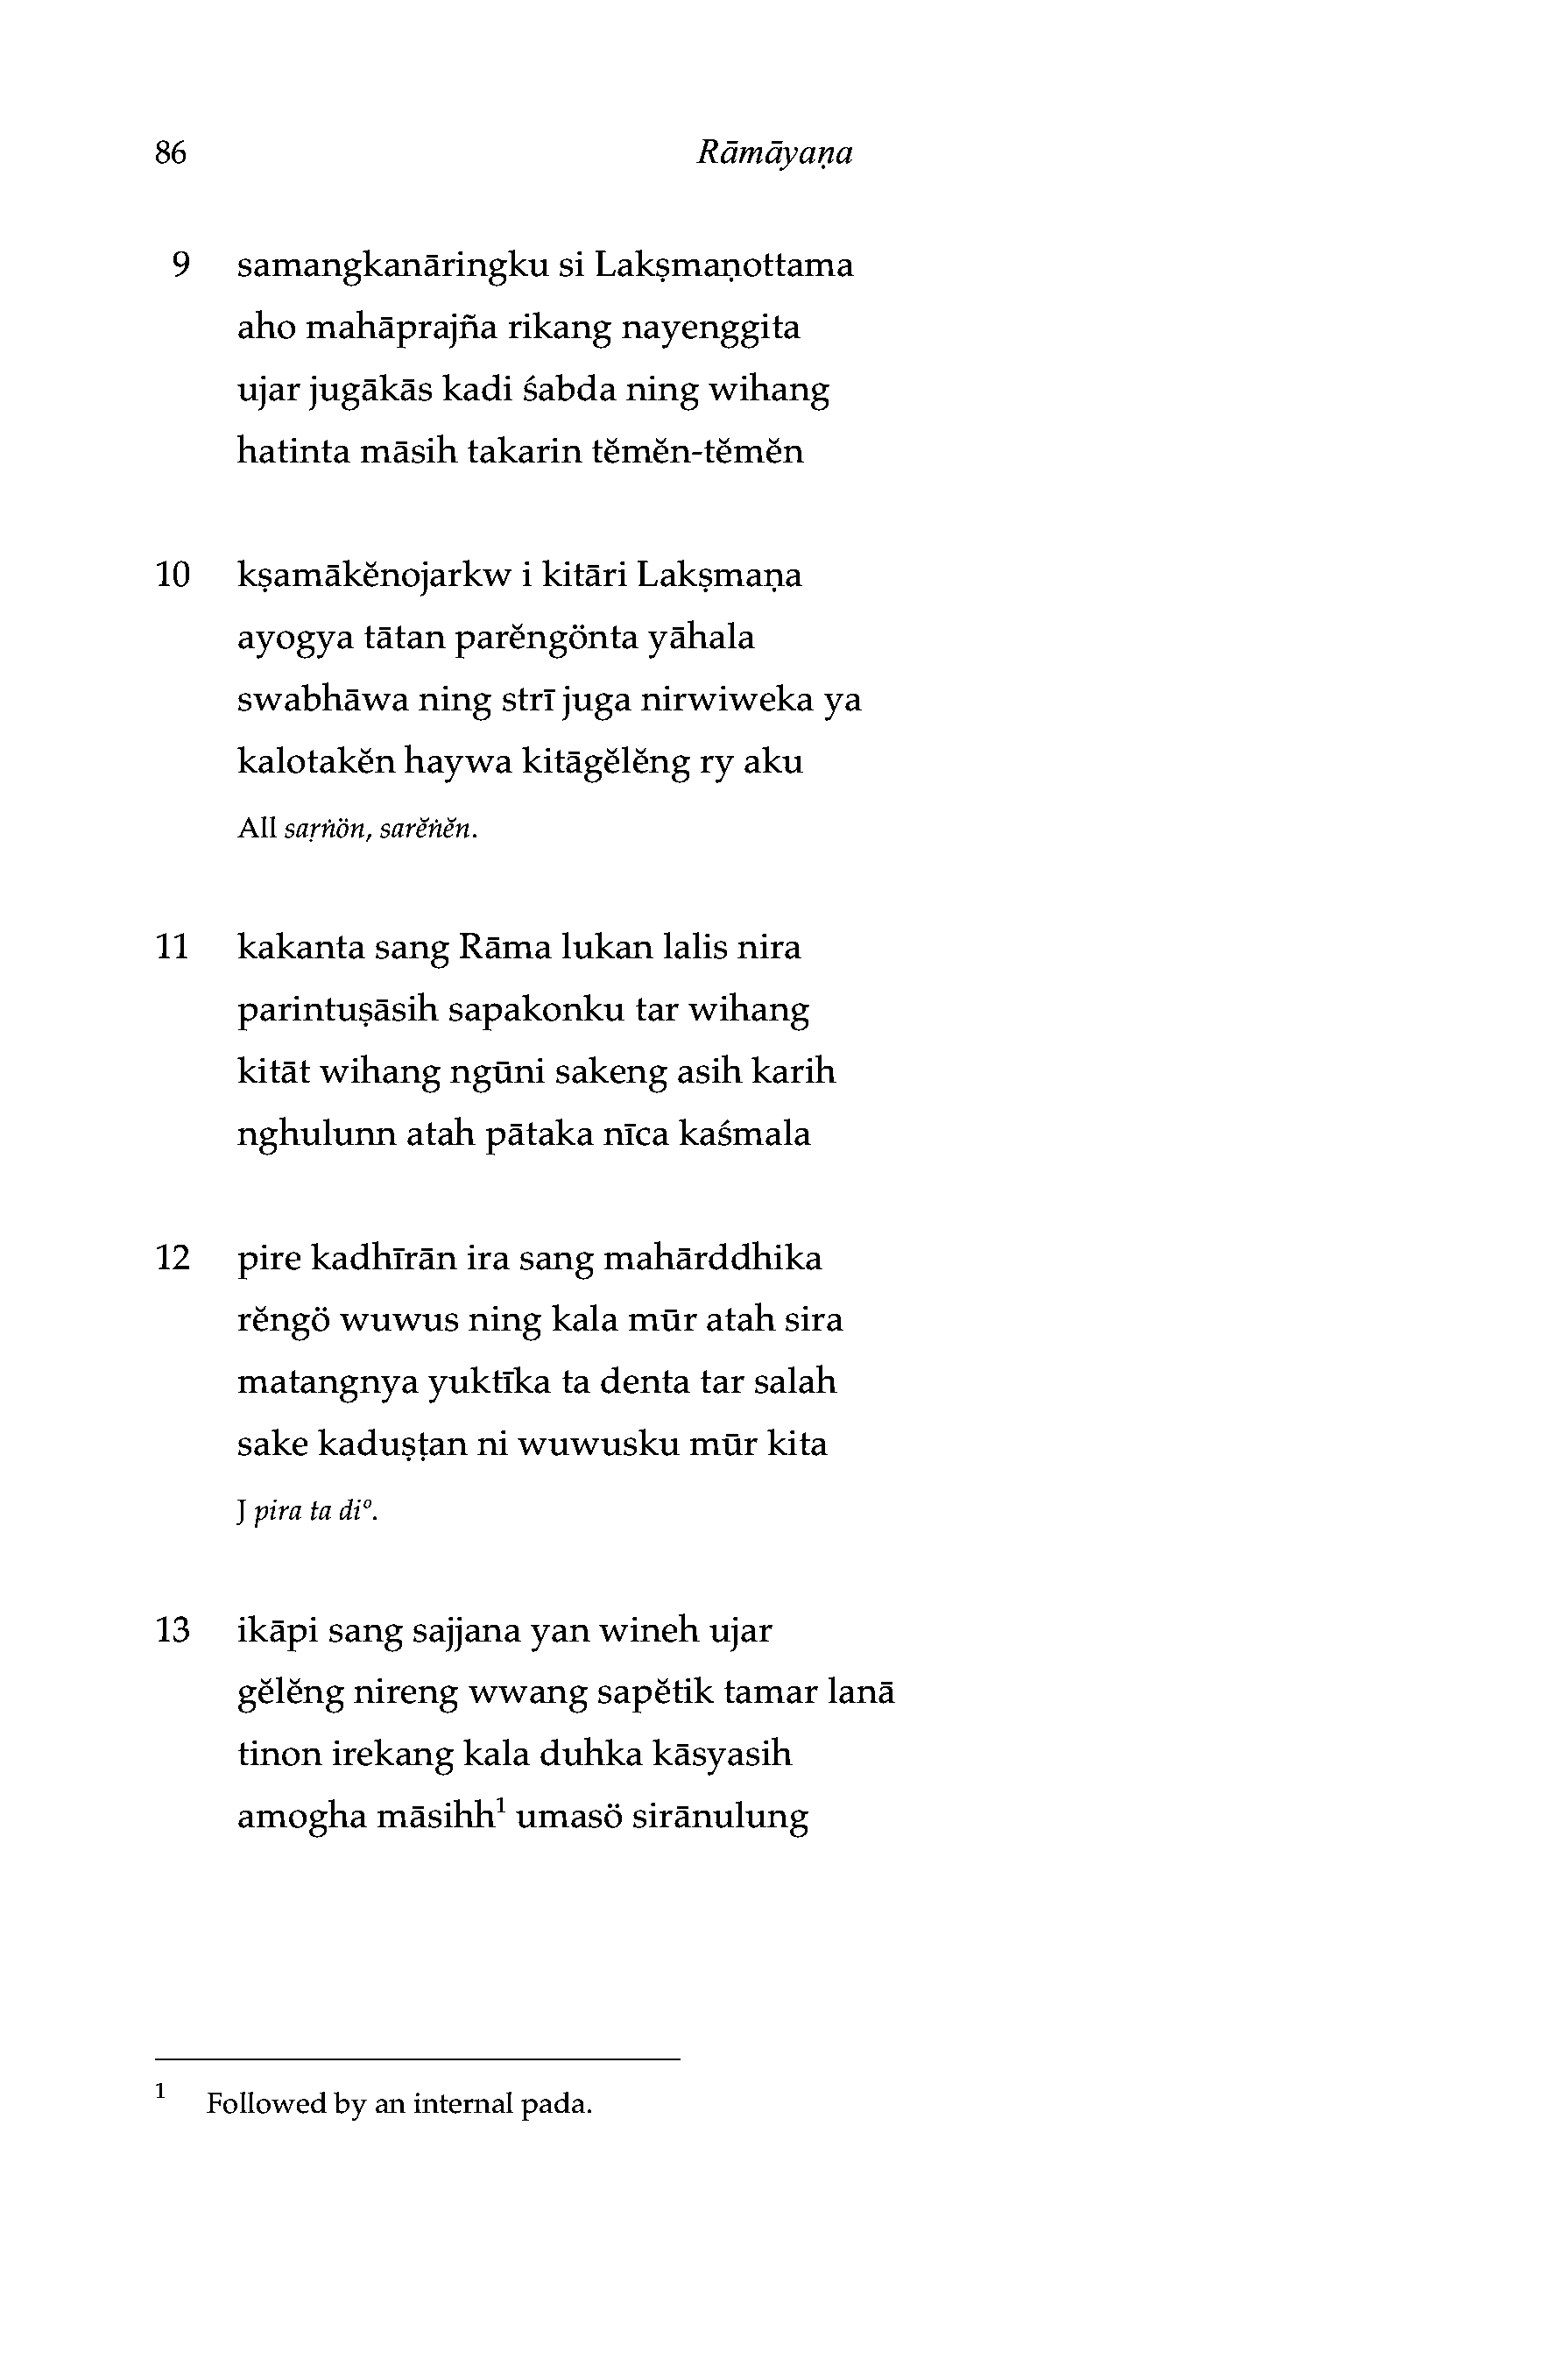 86 Rāmāyaṇa
9 samangkanāringku si Lakṣmaṇottama
aho mahāprajña rikang nayenggita
ujar jugākās kadi śabda ning wihang
hatinta māsih takarin tĕmĕn-tĕmĕn
10 kṣamākĕnojarkw i kitāri Lakṣmaṇa
ayogya tātan parĕngönta yāhala
swabhāwa ning strī juga nirwiweka ya
kalotakĕn haywa kitāgĕlĕng ry aku
All saṛṅön, sarĕṅĕn.
11 kakanta sang Rāma lukan lalis nira
parintuṣāsih sapakonku tar wihang
kitāt wihang ngūni sakeng asih karih
nghulunn atah pātaka nīca kaśmala
12 pire kadhīrān ira sang mahārddhika
rĕngö wuwus ning kala mūr atah sira
matangnya yuktīka ta denta tar salah
sake kaduṣṭan ni wuwusku mūr kita
J pira ta diº.
13 ikāpi sang sajjana yan wineh ujar
gĕlĕng nireng wwang sapĕtik tamar lanā
tinon irekang kala duhka kāsyasih
amogha māsihh¹ umasö sirānulung
¹ Followed by an internal pada.